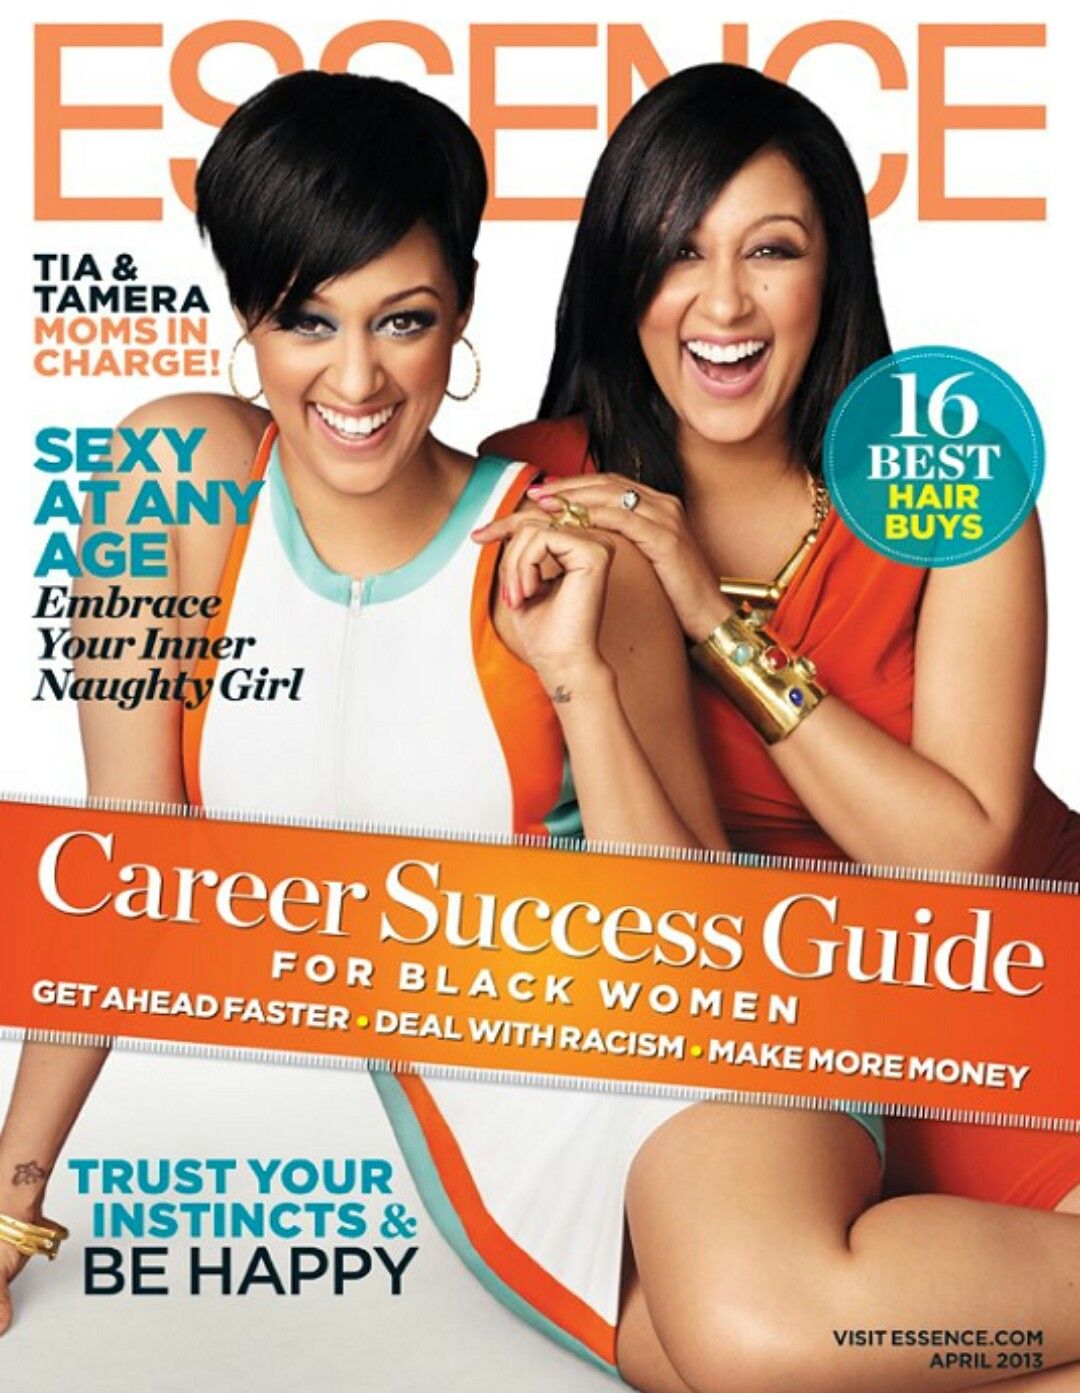 ESSENCE
TIA &
TAMERA
MOMS IN
CHARGE!
SEXY
AT ANY
AGE
Embrace
Your Inner
Naughty Girl
16
BEST
HAIR
BUYS
Career Success Guide
FOR BLACK WOMEN
GET AHEAD FASTER • DEAL WITH RACISM • MAKE MORE MONEY
TRUST YOUR
INSTINCTS &
BE HAPPY
VISIT ESSENCE.COM
APRIL 2013